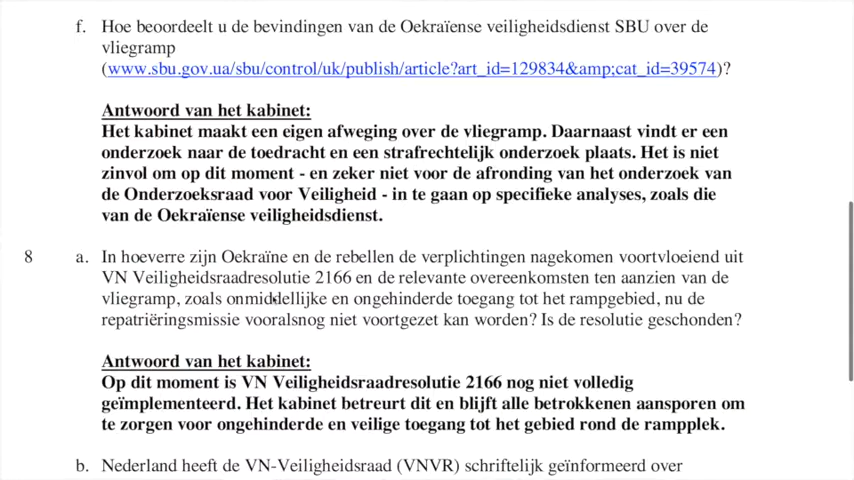 f. Hoe beoordeelt u de bevindingen van de Oekraïense veiligheidsdienst SBU over de
vliegramp
(www.sbu.gov.ua/sbu/control/uk/publish/article?art_id=129834&amp;cat_id=39574)?
Antwoord van het kabinet:
Het kabinet maakt een eigen afweging over de vliegramp. Daarnaast vindt er een
onderzoek naar de toedracht en een strafrechtelijk onderzoek plaats. Het is niet
zinvol om op dit moment - en zeker niet voor de afronding van het onderzoek van
de Onderzoeksraad voor Veiligheid - in te gaan op specifieke analyses, zoals die
van de Oekraïense veiligheidsdienst.
8 a. In hoeverre zijn Oekraïne en de rebellen de verplichtingen nagekomen voortvloeiend uit
VN Veiligheidsraadresolutie 2166 en de relevante overeenkomsten ten aanzien van de
vliegramp, zoals onmiddellijke en ongehinderde toegang tot het rampgebied, nu de
repatriëringsmissie vooralsnog niet voortgezet kan worden? Is de resolutie geschonden?
Antwoord van het kabinet:
Op dit moment is VN Veiligheidsraadresolutie 2166 nog niet volledig
geïmplementeerd. Het kabinet betreurt dit en blijft alle betrokkenen aansporen om
te zorgen voor ongehinderde en veilige toegang tot het gebied rond de rampplek.
b. Nederland heeft de VN-Veiligheidsraad (VNVR) schriftelijk geïnformeerd over